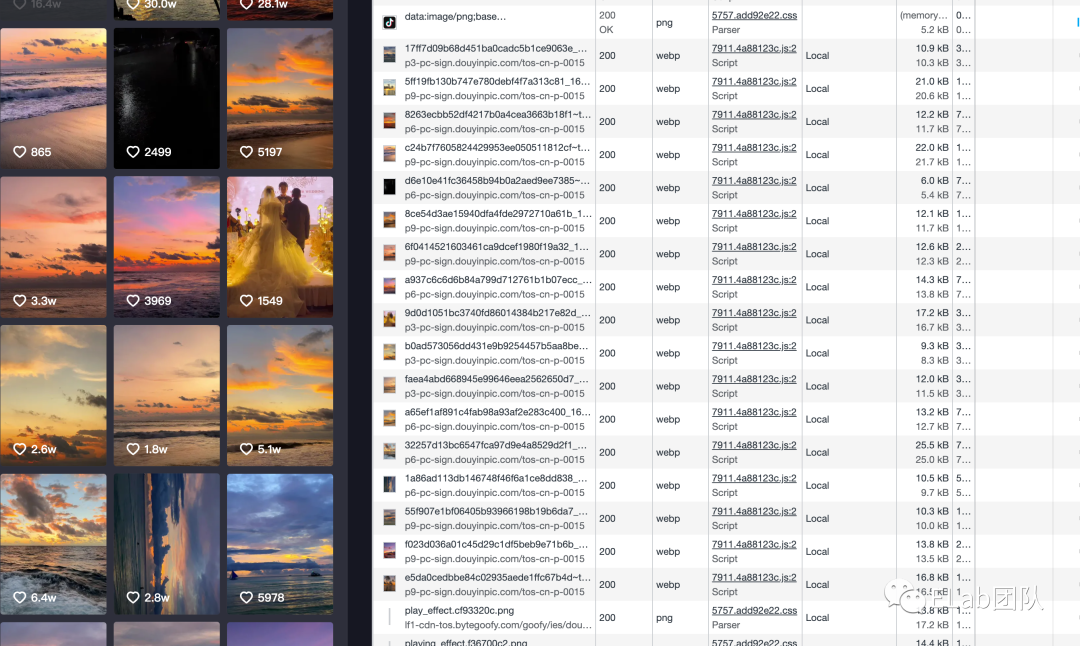 16.4w
30.0w
28.1w
865
2499
5197
3.3w
3969
1549
2.6w
1.8w
5.1w
6.4w
2.8w
5978
data:image/png;base…
200
OK
png
5757.add92e22.css
Parser
(memory…
5.2 kB
0…
0…
17ff7d09b68d451ba0cadc5b1ce9063e_…
p3-pc-sign.douyinpic.com/tos-cn-p-0015
200
webp
7911.4a88123c.js:2
Script
Local
10.9 kB
10.3 kB
3…
3…
5ff19fb130b747e780debf4f7a313c81_16…
p9-pc-sign.douyinpic.com/tos-cn-p-0015
200
webp
7911.4a88123c.js:2
Script
Local
21.0 kB
20.6 kB
1…
1…
8263ecbb52df4217b0a4cea3663b18f1~t…
p6-pc-sign.douyinpic.com/tos-cn-p-0015
200
webp
7911.4a88123c.js:2
Script
Local
12.2 kB
11.7 kB
7…
7…
c24b7f7605824429953ee050511812cf~t…
p9-pc-sign.douyinpic.com/tos-cn-p-0015
200
webp
7911.4a88123c.js:2
Script
Local
22.0 kB
21.7 kB
1…
1…
d6e10e41fc36458b94b0a2aed9ee7385~…
p6-pc-sign.douyinpic.com/tos-cn-p-0015
200
webp
7911.4a88123c.js:2
Script
Local
6.0 kB
5.4 kB
7…
7…
8ce54d3ae15940dfa4fde2972710a61b_1…
p9-pc-sign.douyinpic.com/tos-cn-p-0015
200
webp
7911.4a88123c.js:2
Script
Local
12.1 kB
11.7 kB
1…
1…
6f0414521603461ca9dcef1980f19a32_1…
p9-pc-sign.douyinpic.com/tos-cn-p-0015
200
webp
7911.4a88123c.js:2
Script
Local
12.6 kB
12.3 kB
2…
2…
a937c6c6d6b84a799d712761b1b07ecc_…
p6-pc-sign.douyinpic.com/tos-cn-p-0015
200
webp
7911.4a88123c.js:2
Script
Local
14.3 kB
13.8 kB
7…
7…
9d0d1051bc3740fd86014384b217e82d_…
p3-pc-sign.douyinpic.com/tos-cn-p-0015
200
webp
7911.4a88123c.js:2
Script
Local
17.2 kB
16.7 kB
3…
3…
b0ad573056dd431e9b9254457b5aa8be…
p3-pc-sign.douyinpic.com/tos-cn-p-0015
200
webp
7911.4a88123c.js:2
Script
Local
9.3 kB
8.3 kB
3…
3…
faea4abd668945e99646eea2562650d7_…
p3-pc-sign.douyinpic.com/tos-cn-p-0015
200
webp
7911.4a88123c.js:2
Script
Local
12.0 kB
11.5 kB
3…
3…
a65ef1af891c4fab98a93af2e283c400_16…
p6-pc-sign.douyinpic.com/tos-cn-p-0015
200
webp
7911.4a88123c.js:2
Script
Local
13.2 kB
12.7 kB
7…
7…
32257d13bc6547fca97d9e4a8529d2f1_…
p6-pc-sign.douyinpic.com/tos-cn-p-0015
200
webp
7911.4a88123c.js:2
Script
Local
25.5 kB
25.0 kB
7…
7…
1a86ad113db146748f46f6a1ce8dd838_…
p6-pc-sign.douyinpic.com/tos-cn-p-0015
200
webp
7911.4a88123c.js:2
Script
Local
10.5 kB
9.7 kB
5…
5…
55f907e1bf06405b93966198b19b6da7_…
p9-pc-sign.douyinpic.com/tos-cn-p-0015
200
webp
7911.4a88123c.js:2
Script
Local
10.3 kB
10.0 kB
1…
1…
f023d036a01c45d29c1df5beb9e71b6b_…
p9-pc-sign.douyinpic.com/tos-cn-p-0015
200
webp
7911.4a88123c.js:2
Script
Local
13.8 kB
13.5 kB
2…
2…
e5da0cedbbe84c02935aede1ffc67b4d~t…
p9-pc-sign.douyinpic.com/tos-cn-p-0015
200
webp
7911.4a88123c.js:2
Script
Local
16.8 kB
1…
1…
play_effect.cf93320c.png
lf1-cdn-tos.bytegoofy.com/goofy/ies/dou…
200
png
5757.add92e22.css
Parser
Local
17.2 kB
1…
1…
playing_effect.f36700c2.png
5757.add92e22.css
14.4 kB
1…
ELab团队